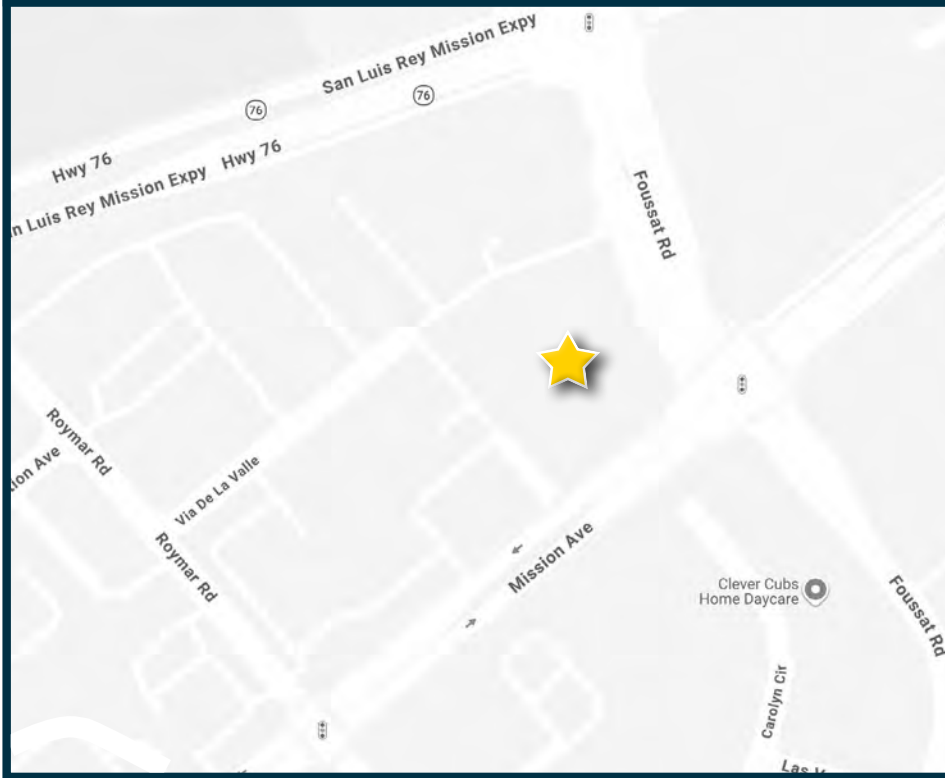 San Luis Rey Mission Expy
76
76
Hwy 76
Hwy 76
n Luis Rey Mission Expy
Foussat Rd
Roymar Rd
ion Ave
Via De La Valle
Roymar Rd
Mission Ave
Clever Cubs
Home Daycare
Foussat Rd
Carolyn Cir
Las V